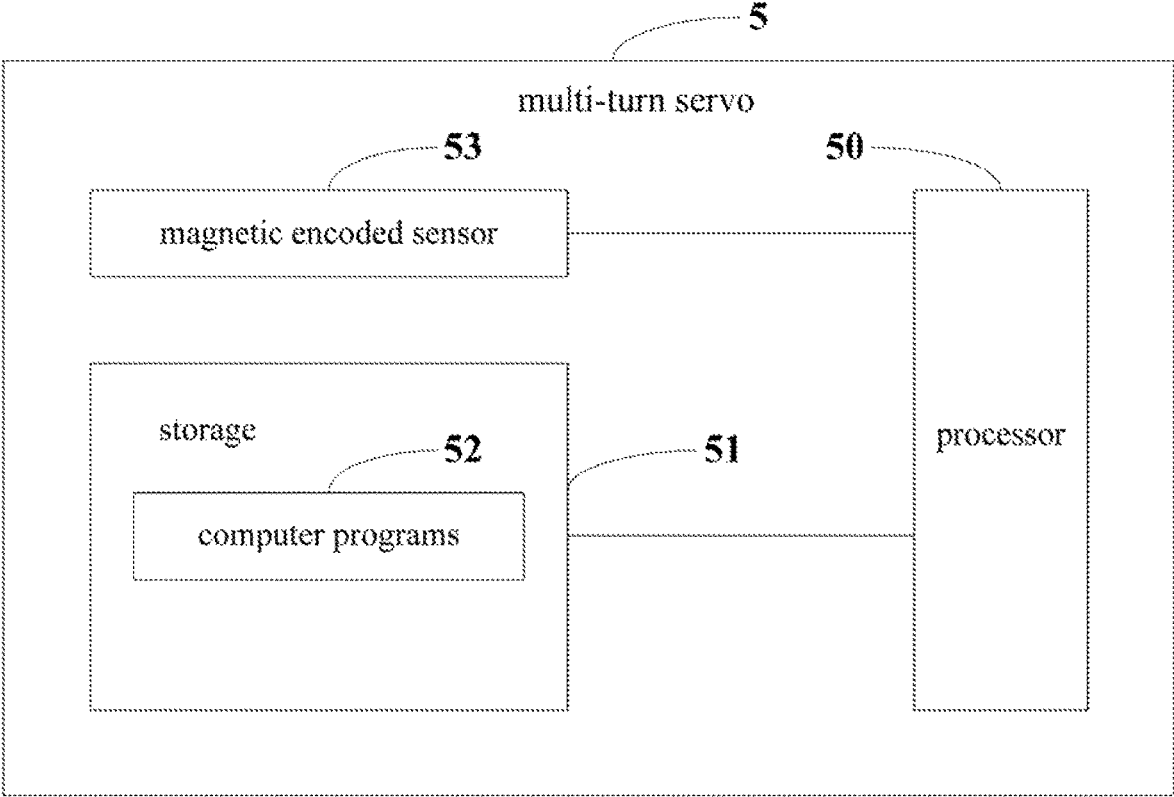 5
multi-turn servo
53
50
magnetic encoded sensor
storage
processor
52
51
computer programs